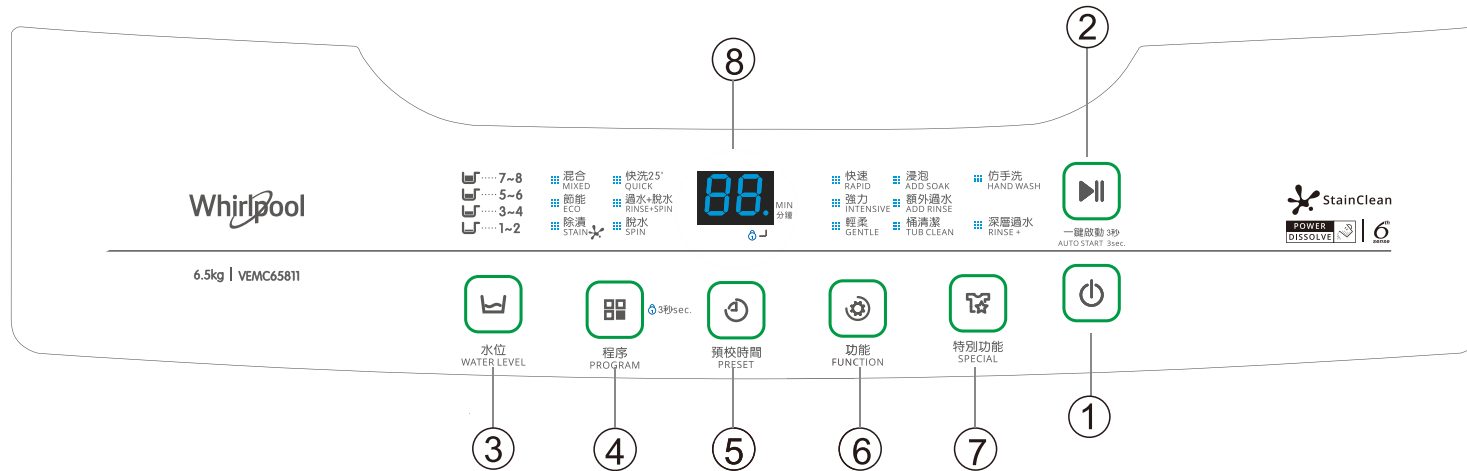 ⑧
②
Whirlpool
6.5kg | VEMC65811
7~8
5~6
3~4
1~2
混合
MIXED
節能
ECO
除漬
STAIN
快洗25°
QUICK
過水+脫水
RINSE+SPIN
脫水
SPIN
88.
MIN
分鐘
快速
RAPID
強力
INTENSIVE
輕柔
GENTLE
浸泡
ADD SOAK
額外過水
ADD RINSE
桶清潔
TUB CLEAN
仿手洗
HAND WASH
深層過水
RINSE +
一鍵啟動 3秒
AUTO START 3sec.
StainClean
POWER
DISSOLVE
6th
sense
水位
WATER LEVEL
程序
PROGRAM
3秒sec.
預校時間
PRESET
功能
FUNCTION
特別功能
SPECIAL
③
④
⑤
⑥
⑦
①